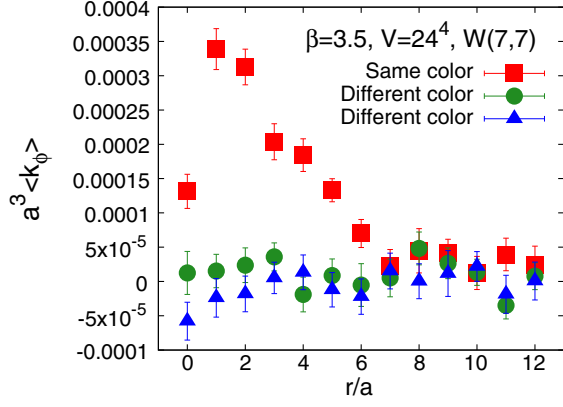 β=3.5, V=24⁴, W(7,7)
Same color
Different color
Different color
a³<k_ϕ>
0.0004
0.00035
0.0003
0.00025
0.0002
0.00015
0.0001
5x10⁻⁵
0
-5x10⁻⁵
-0.0001
0 2 4 6 8 10 12
r/a